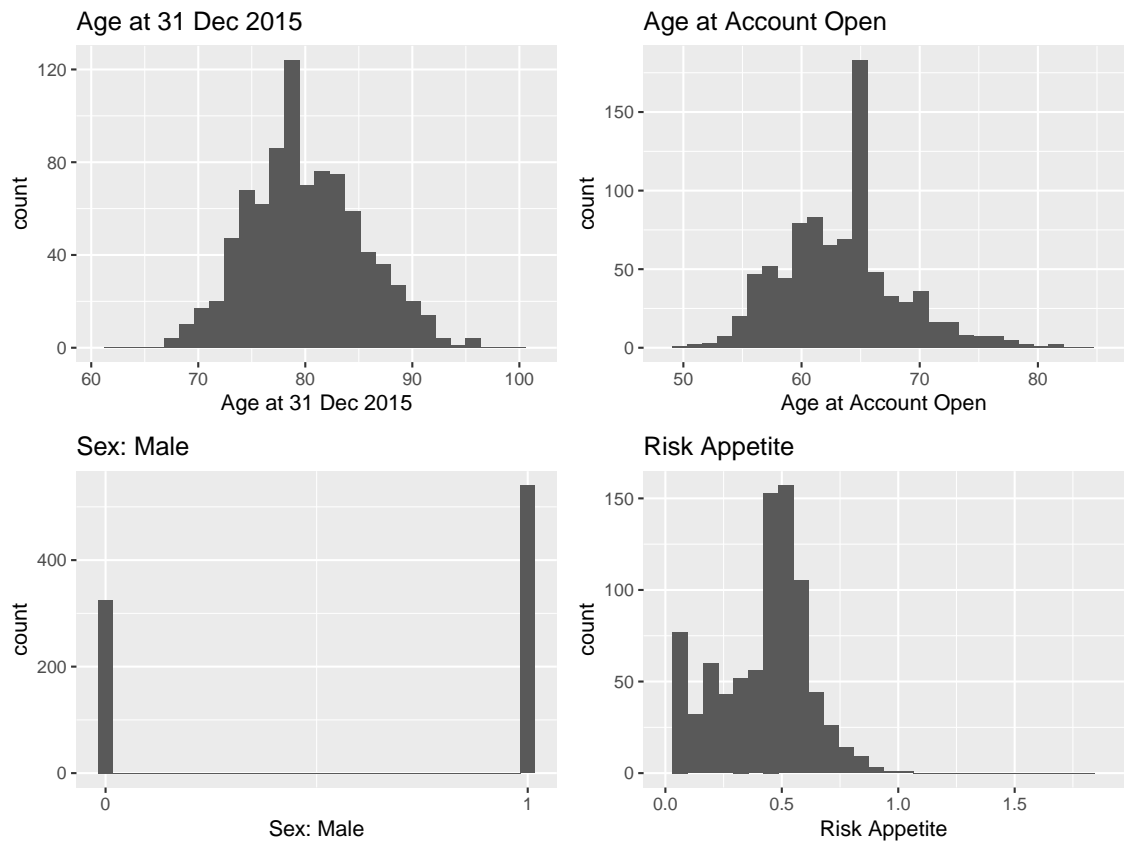 Age at 31 Dec 2015
count
120
80
40
0
60 70 80 90 100
Age at 31 Dec 2015
Age at Account Open
count
150
100
50
0
50 60 70 80
Age at Account Open
Sex: Male
count
400
200
0
0 1
Sex: Male
Risk Appetite
count
150
100
50
0
0.0 0.5 1.0 1.5
Risk Appetite